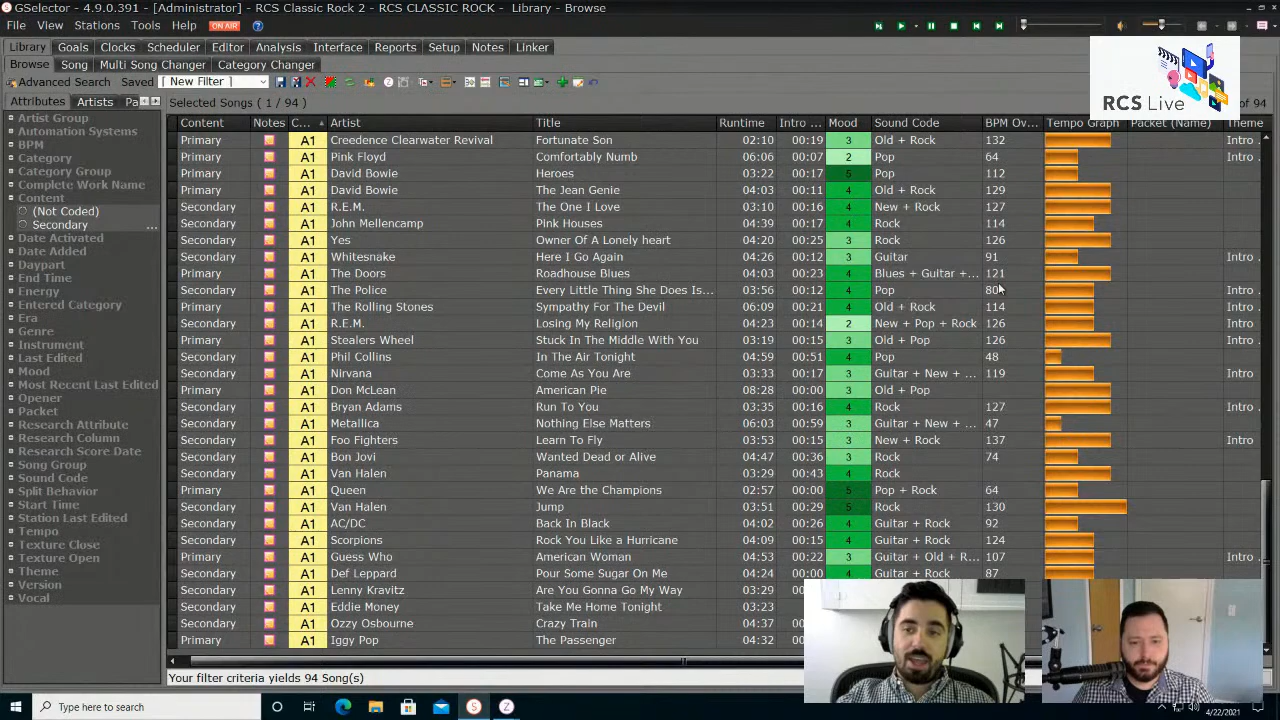 GSelector - 4.9.0.391 - [Administrator] - RCS Classic Rock 2 - RCS CLASSIC ROCK - Library - Browse
File View Stations Tools Help ON AIR
Library Goals Clocks Scheduler Editor Analysis Interface Reports Setup Notes Linker
Browse Song Multi Song Changer Category Changer
Advanced Search Saved [ New Filter ]
RCS Live
Attributes Artists Pa Selected Songs ( 1 / 94 ) of 94
Content Notes C... Artist Title Runtime Intro ... Mood Sound Code BPM Ov... Tempo Graph Packet (Name) Theme
Artist Group
Automation Systems
BPM
Category
Category Group
Complete Work Name
Content
(Not Coded)
Secondary ...
Date Activated
Date Added
Daypart
End Time
Energy
Entered Category
Era
Genre
Instrument
Last Edited
Mood
Most Recent Last Edited
Opener
Packet
Research Attribute
Research Column
Research Score Date
Song Group
Sound Code
Split Behavior
Start Time
Station Last Edited
Tempo
Texture Close
Texture Open
Theme
Version
Vocal
Primary A1 Creedence Clearwater Revival Fortunate Son 02:10 00:19 3 Old + Rock 132 Intro .
Primary A1 Pink Floyd Comfortably Numb 06:06 00:07 2 Pop 64 Intro .
Primary A1 David Bowie Heroes 03:22 00:17 5 Pop 112
Primary A1 David Bowie The Jean Genie 04:03 00:11 4 Old + Rock 129
Secondary A1 R.E.M. The One I Love 03:10 00:16 4 New + Rock 127
Secondary A1 John Mellencamp PInk Houses 04:39 00:17 4 Rock 114
Secondary A1 Yes Owner Of A Lonely heart 04:20 00:25 3 Rock 126
Secondary A1 Whitesnake Here I Go Again 04:26 00:12 3 Guitar 91 Intro .
Primary A1 The Doors Roadhouse Blues 04:03 00:23 4 Blues + Guitar +... 121
Secondary A1 The Police Every Little Thing She Does Is... 03:56 00:12 4 Pop 80 Intro .
Primary A1 The Rolling Stones Sympathy For The Devil 06:09 00:21 4 Old + Rock 114 Intro .
Secondary A1 R.E.M. Losing My Religion 04:23 00:14 2 New + Pop + Rock 126 Intro .
Secondary A1 Stealers Wheel Stuck In The Middle With You 03:19 00:15 3 Old + Pop 126
Secondary A1 Phil Collins In The Air Tonight 04:59 00:51 4 Pop 48
Secondary A1 Nirvana Come As You Are 03:33 00:17 3 Guitar + New + ... 119 Intro .
Primary A1 Don McLean American Pie 08:28 00:00 3 Old + Pop
Secondary A1 Bryan Adams Run To You 03:35 00:16 4 Rock 127 Intro .
Secondary A1 Metallica Nothing Else Matters 06:03 00:59 3 Guitar + New + ... 47
Secondary A1 Foo Fighters Learn To Fly 03:53 00:15 3 New + Rock 137 Intro
Secondary A1 Bon Jovi Wanted Dead or Alive 04:47 00:36 3 Rock 74
Secondary A1 Van Halen Panama 03:29 00:43 4 Rock
Primary A1 Queen We Are the Champions 02:57 00:00 5 Pop + Rock 64
Secondary A1 Van Halen Jump 03:51 00:29 5 Rock 130
Secondary A1 AC/DC Back In Black 04:02 00:26 4 Guitar + Rock 92
Secondary A1 Scorpions Rock You Like a Hurricane 04:09 00:15 4 Guitar + Rock 124
Primary A1 Guess Who American Woman 04:53 00:22 3 Guitar + Old + R... 107 Intro .
Secondary A1 Def Leppard Pour Some Sugar On Me 04:24 00:00 4 Guitar + Rock 87
Secondary A1 Lenny Kravitz Are You Gonna Go My Way 03:29
Secondary A1 Eddie Money Take Me Home Tonight 03:23
Secondary A1 Ozzy Osbourne Crazy Train 04:37
Primary A1 Iggy Pop The Passenger 04:32
Your filter criteria yields 94 Song(s)
Type here to search
4/22/2021